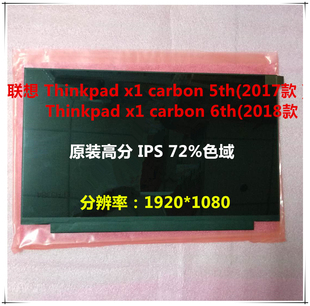 联想 Thinkpad x1 carbon 5th(2017款
Thinkpad x1 carbon 6th(2018款
原装高分 IPS 72%色域
分辨率：1920*1080